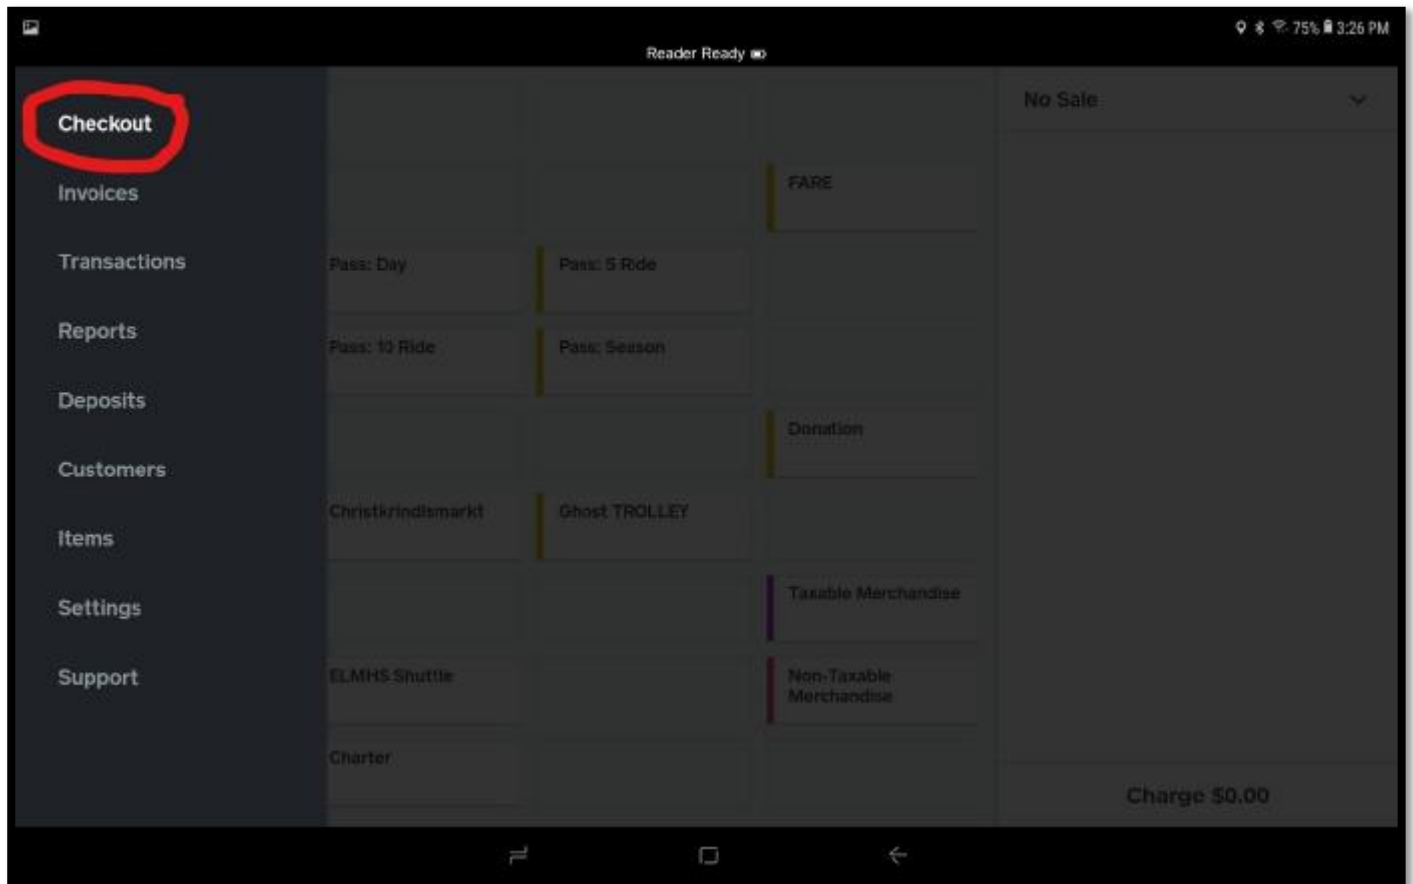 75% 3:26 PM
Reader Ready
Checkout
Invoices
Transactions
Reports
Deposits
Customers
Items
Settings
Support
FARE
Pass: Day
Pass: 5 Ride
Pass: 10 Ride
Pass: Season
Donation
Christkrindlsmarkt
Ghost TROLLEY
Taxable Merchandise
ELMHS Shuttle
Non-Taxable
Merchandise
Charter
No Sale
Charge $0.00